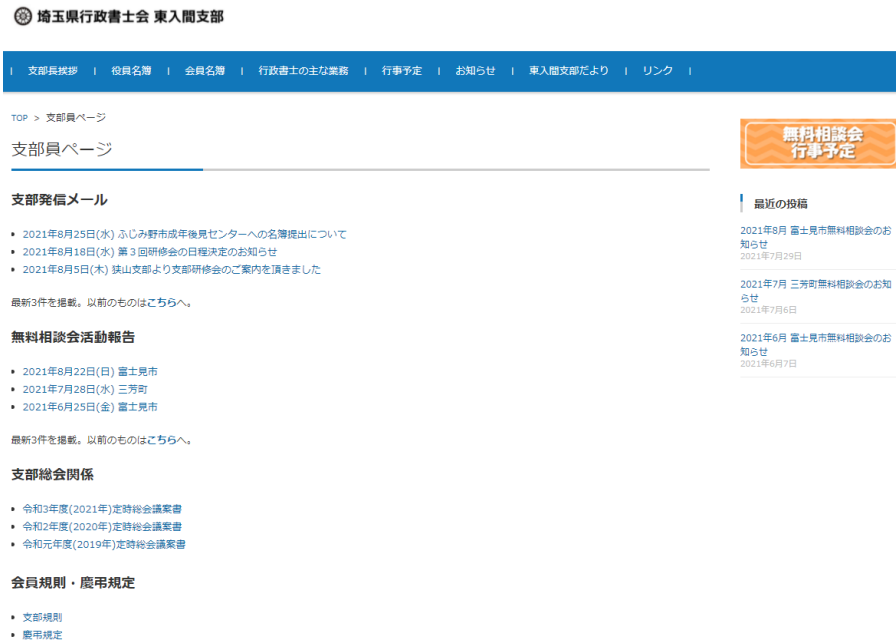 埼玉県行政書士会 東入間支部
| 支部長挨拶 | 役員名簿 | 会員名簿 | 行政書士の主な業務 | 行事予定 | お知らせ | 東入間支部だより | リンク |
TOP > 支部員ページ
支部員ページ
支部発信メール
• 2021年8月25日(水) ふじみ野市成年後見センターへの名簿提出について
• 2021年8月18日(水) 第3回研修会の日程決定のお知らせ
• 2021年8月5日(木) 狭山支部より支部研修会のご案内を頂きました
最新3件を掲載。以前のものはこちらへ。
無料相談会活動報告
• 2021年8月22日(日) 富士見市
• 2021年7月28日(水) 三芳町
• 2021年6月25日(金) 富士見市
最新3件を掲載。以前のものはこちらへ。
支部総会関係
• 令和3年度(2021年)定時総会議案書
• 令和2年度(2020年)定時総会議案書
• 令和元年度(2019年)定時総会議案書
会員規則・慶弔規定
• 支部規則
• 慶弔規定
無料相談会
行事予定
最近の投稿
2021年8月 富士見市無料相談会のお
知らせ
2021年7月29日
2021年7月 三芳町無料相談会のお知
らせ
2021年7月6日
2021年6月 富士見市無料相談会のお
知らせ
2021年6月7日